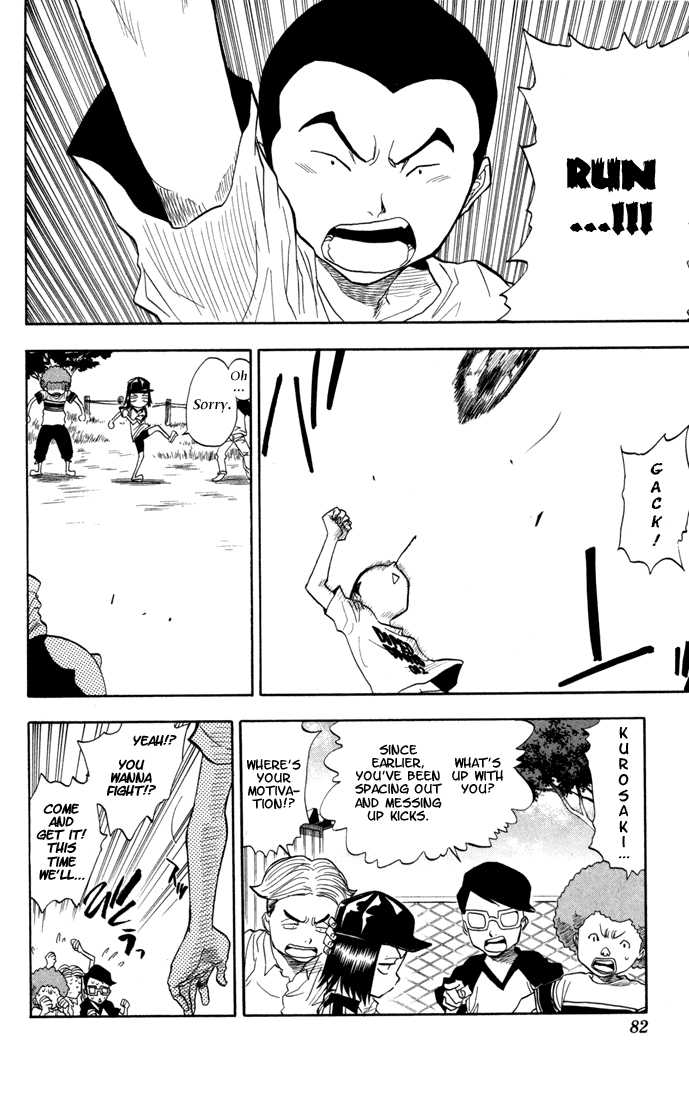 RUN
...!!!
GACK!
Oh
...
Sorry.
KUROSAKI...
WHAT'S
UP WITH
YOU?
SINCE
EARLIER,
YOU'VE BEEN
SPACING OUT
AND MESSING
UP KICKS.
WHERE'S
YOUR
MOTIVA-
TION!?
YEAH!?
YOU
WANNA
FIGHT!?
COME
AND
GET IT!
THIS
TIME
WE'LL...
82